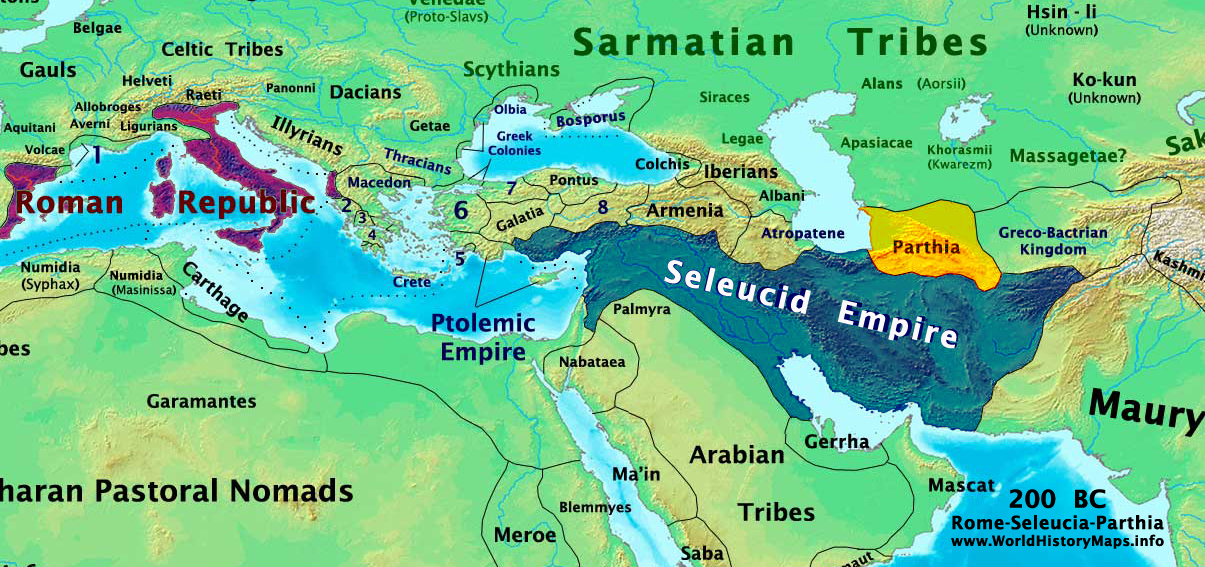 tons
Venedae
(Proto-Slavs)
Hsin - li
(Unknown)
Belgae
Celtic Tribes
Sarmatian Tribes
Gauls
Helveti
Raeti
Panonni
Dacians
Scythians
Alans (Aorsii)
Ko-kun
(Unknown)
Siraces
Allobroges
Averni
Ligurians
Aquitani
Volcae
1
Illyrians
Getae
Olbia
Bosporus
Greek
Colonies
Legae
Apasiacae
Khorasmii
(Kwarezm)
Massagetae?
Sak
Thracians
Macedon
Colchis
Iberians
Albani
Pontus
7
Roman Republic
2
3
4
6
Galatia
8
Armenia
Atropatene
Parthia
Greco-Bactrian
Kingdom
Kashmi
5
Crete
Numidia
(Syphax)
Numidia
(Masinissa)
Carthage
Seleucid Empire
Ptolemic
Empire
Palmyra
Nabataea
bes
Garamantes
Maury
Gerrha
Arabian
Tribes
Ma'in
haran Pastoral Nomads
Blemmyes
Meroe
Saba
Mascat
maut
200 BC
Rome-Seleucia-Parthia
www.WorldHistoryMaps.info